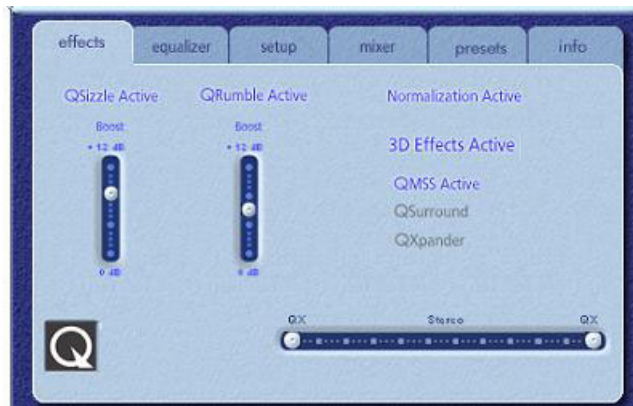 effects equalizer setup mixer presets info
QSizzle Active QRumble Active Normalization Active
Boost Boost
+ 12 dB + 12 dB
3D Effects Active
QMSS Active
QSurround
QXpander
0 dB 0 dB
QX Stereo QX
Q